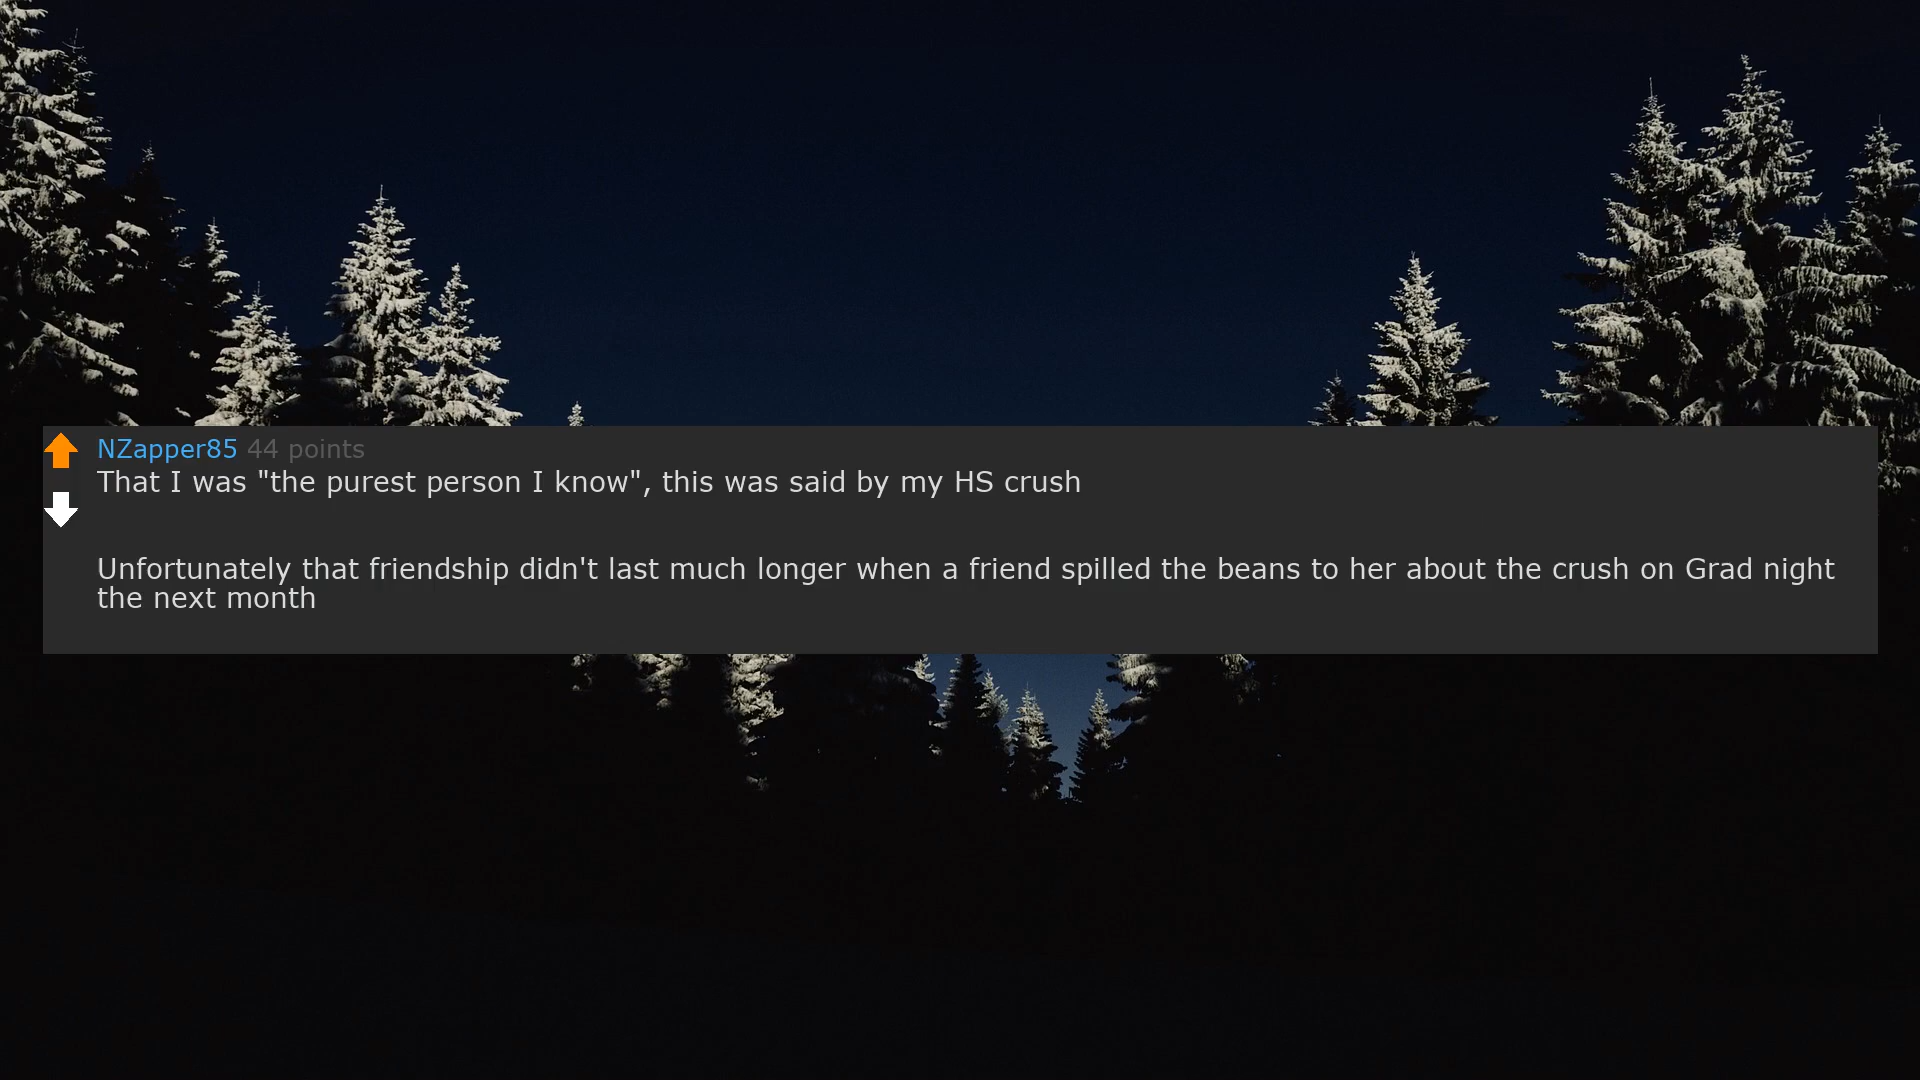 NZapper85 44 points
That I was "the purest person I know", this was said by my HS crush
Unfortunately that friendship didn't last much longer when a friend spilled the beans to her about the crush on Grad night
the next month